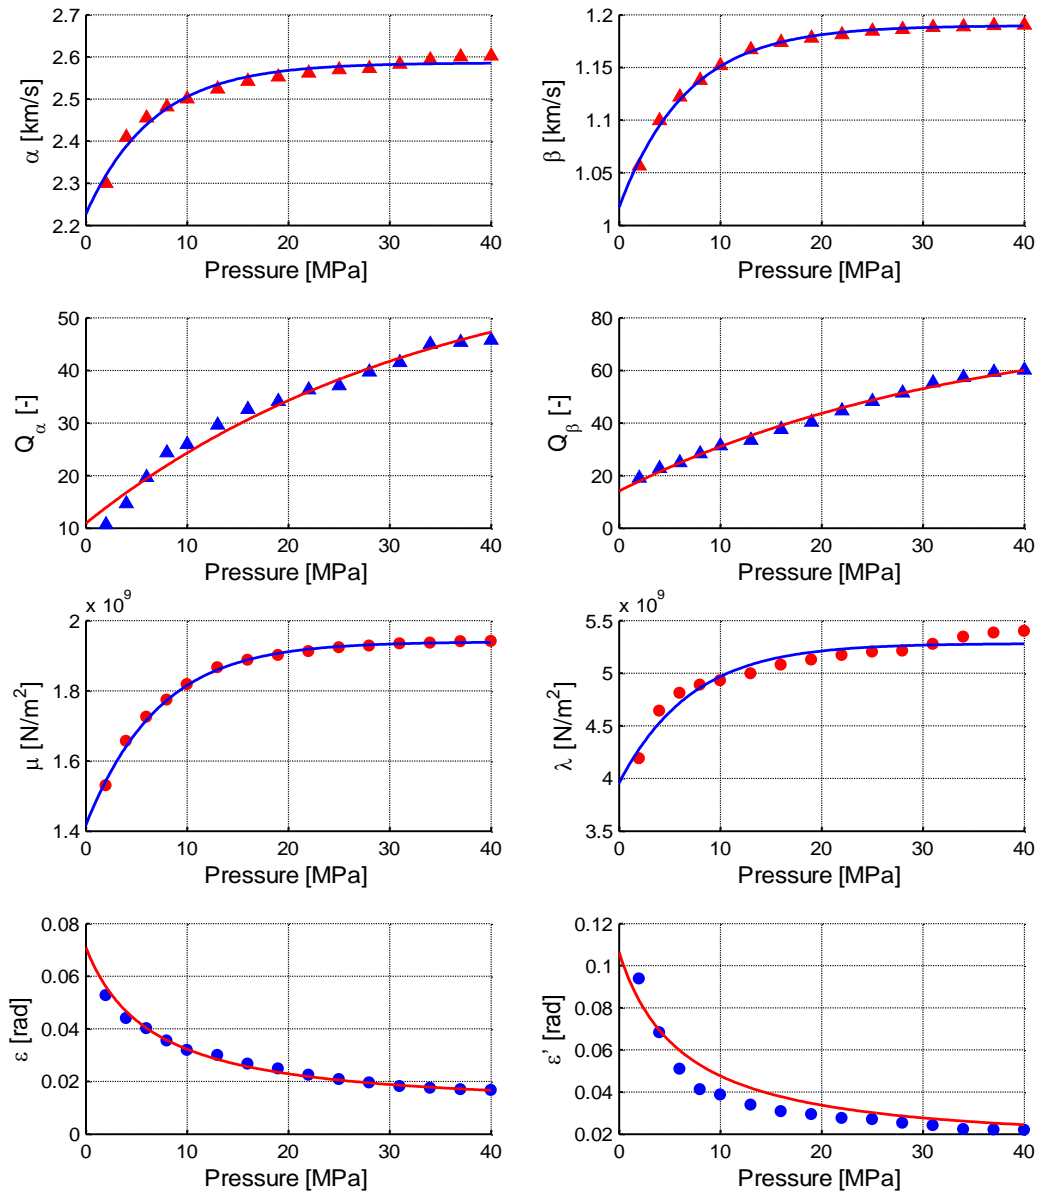 α [km/s]
2.7
2.6
2.5
2.4
2.3
2.2
0 10 20 30 40
Pressure [MPa]
β [km/s]
1.2
1.15
1.1
1.05
1
0 10 20 30 40
Pressure [MPa]
Qα [-]
50
40
30
20
10
0 10 20 30 40
Pressure [MPa]
Qβ [-]
80
60
40
20
0
0 10 20 30 40
Pressure [MPa]
x 10⁹
μ [N/m²]
2
1.8
1.6
1.4
0 10 20 30 40
Pressure [MPa]
x 10⁹
λ [N/m²]
5.5
5
4.5
4
3.5
0 10 20 30 40
Pressure [MPa]
ε [rad]
0.08
0.06
0.04
0.02
0
0 10 20 30 40
Pressure [MPa]
ε' [rad]
0.12
0.1
0.08
0.06
0.04
0.02
0 10 20 30 40
Pressure [MPa]